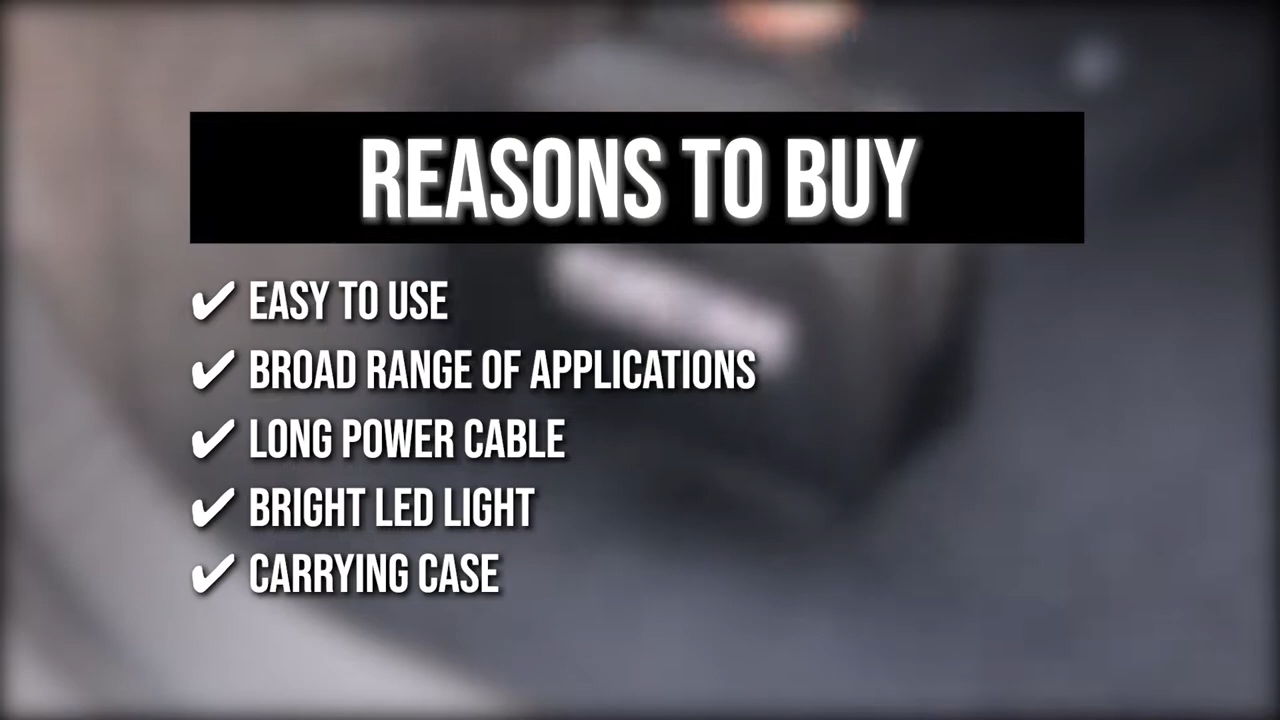 REASONS TO BUY
✔ EASY TO USE
✔ BROAD RANGE OF APPLICATIONS
✔ LONG POWER CABLE
✔ BRIGHT LED LIGHT
✔ CARRYING CASE